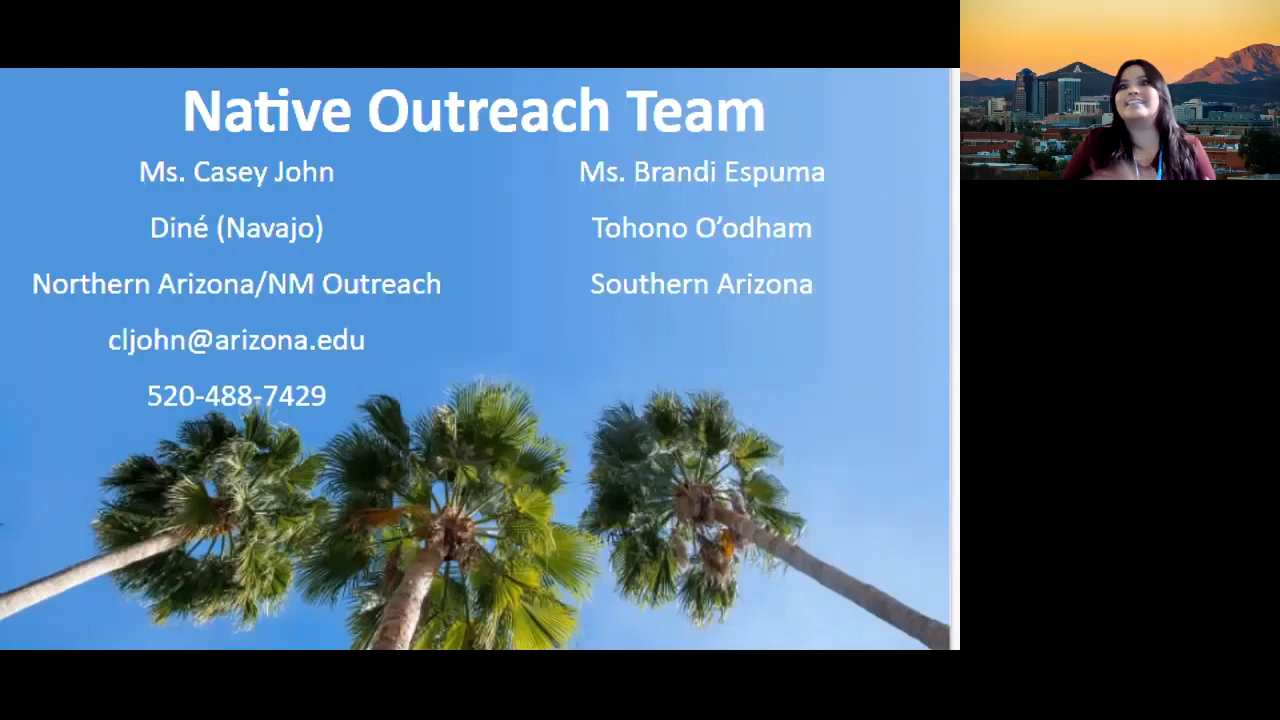 Native Outreach Team
Ms. Casey John
Diné (Navajo)
Northern Arizona/NM Outreach
cljohn@arizona.edu
520-488-7429
Ms. Brandi Espuma
Tohono O’odham
Southern Arizona